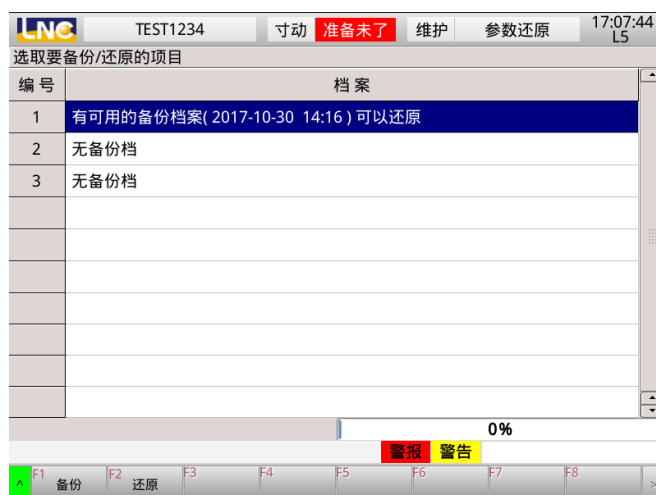 LNC TEST1234 寸动 准备未了 维护 参数还原 17:07:44
L5
选取要备份/还原的项目
编号 档案
1 有可用的备份档案( 2017-10-30 14:16 ) 可以还原
2 无备份档
3 无备份档
0%
警报 警告
^ F1 备份 F2 还原 F3 F4 F5 F6 F7 F8 >